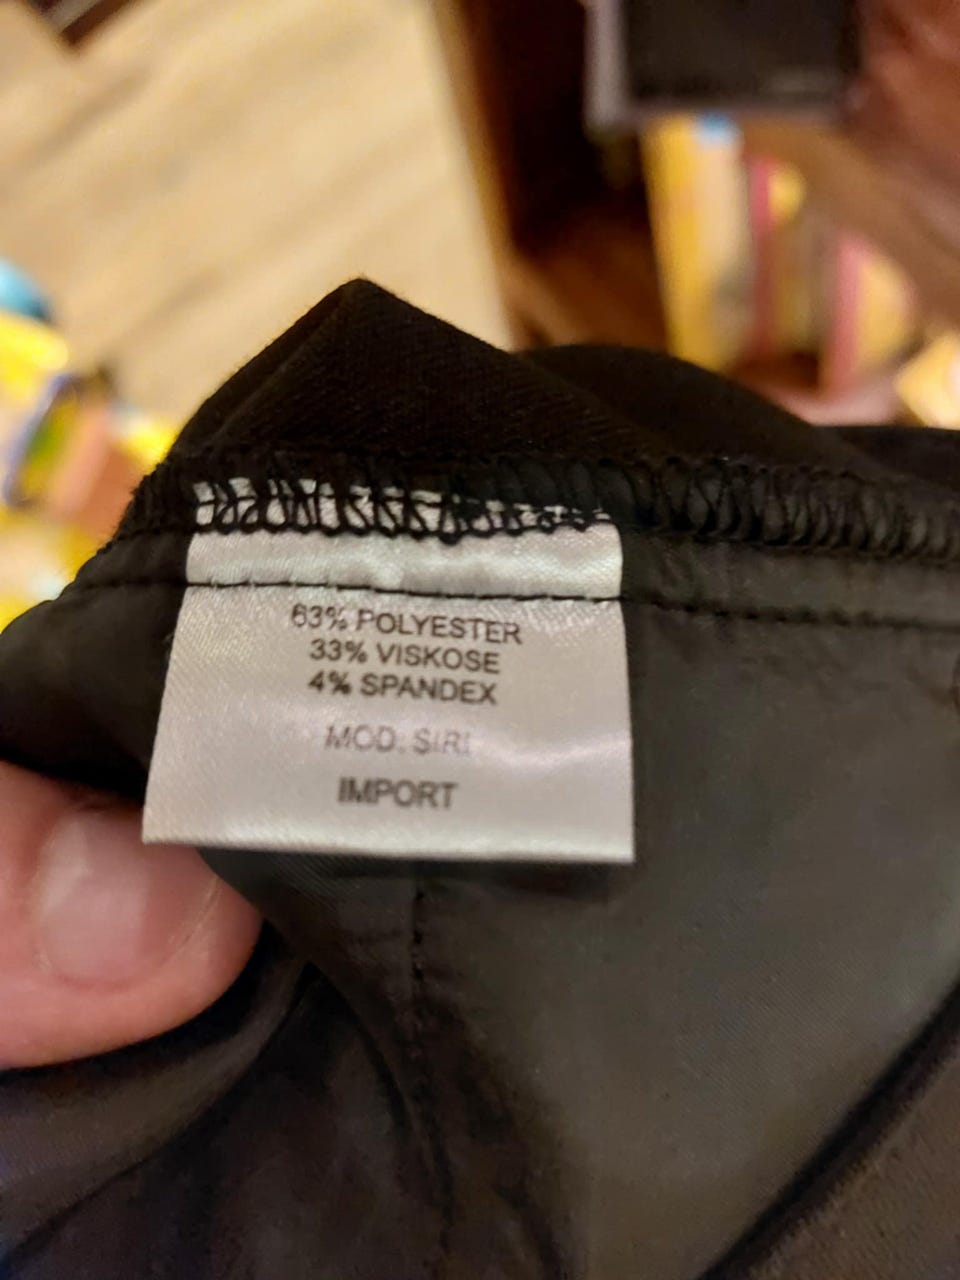 63% POLYESTER
33% VISKOSE
4% SPANDEX
MOD. SIRI
IMPORT